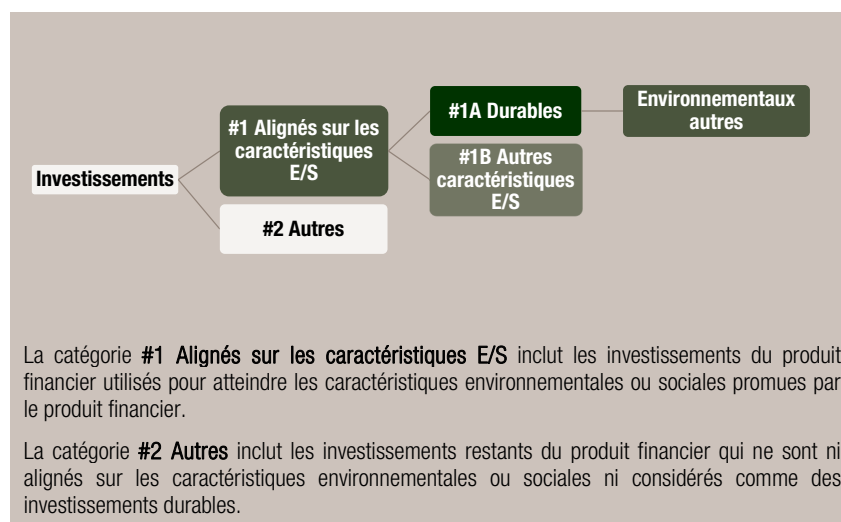 Investissements
#1 Alignés sur les
caractéristiques
E/S
#2 Autres
#1A Durables
#1B Autres
caractéristiques
E/S
Environnementaux
autres
La catégorie #1 Alignés sur les caractéristiques E/S inclut les investissements du produit
financier utilisés pour atteindre les caractéristiques environnementales ou sociales promues par
le produit financier.
La catégorie #2 Autres inclut les investissements restants du produit financier qui ne sont ni
alignés sur les caractéristiques environnementales ou sociales ni considérés comme des
investissements durables.